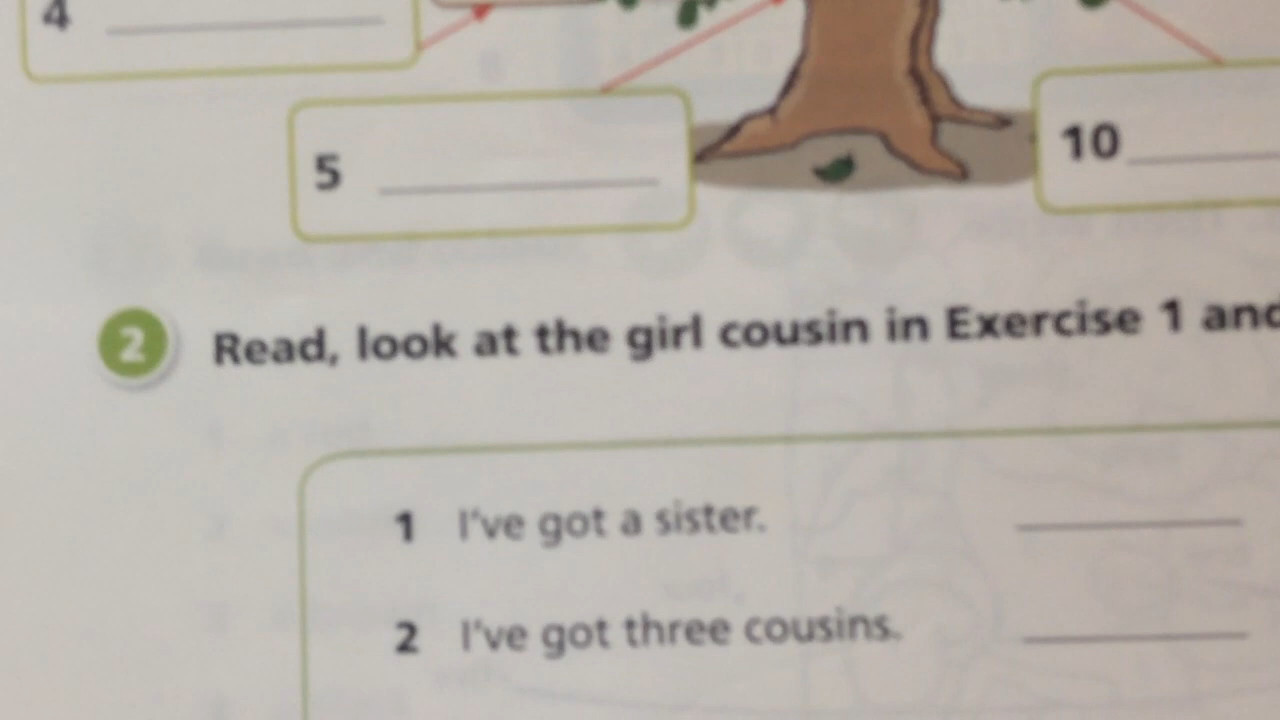 4
5
10
2 Read, look at the girl cousin in Exercise 1 and
1 I've got a sister.
2 I've got three cousins.